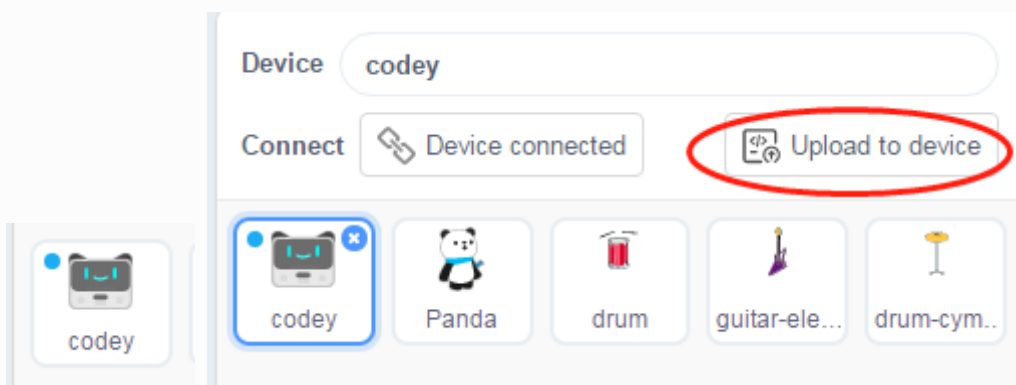 Device codey
Connect Device connected Upload to device
codey
codey Panda drum guitar-ele... drum-cym..